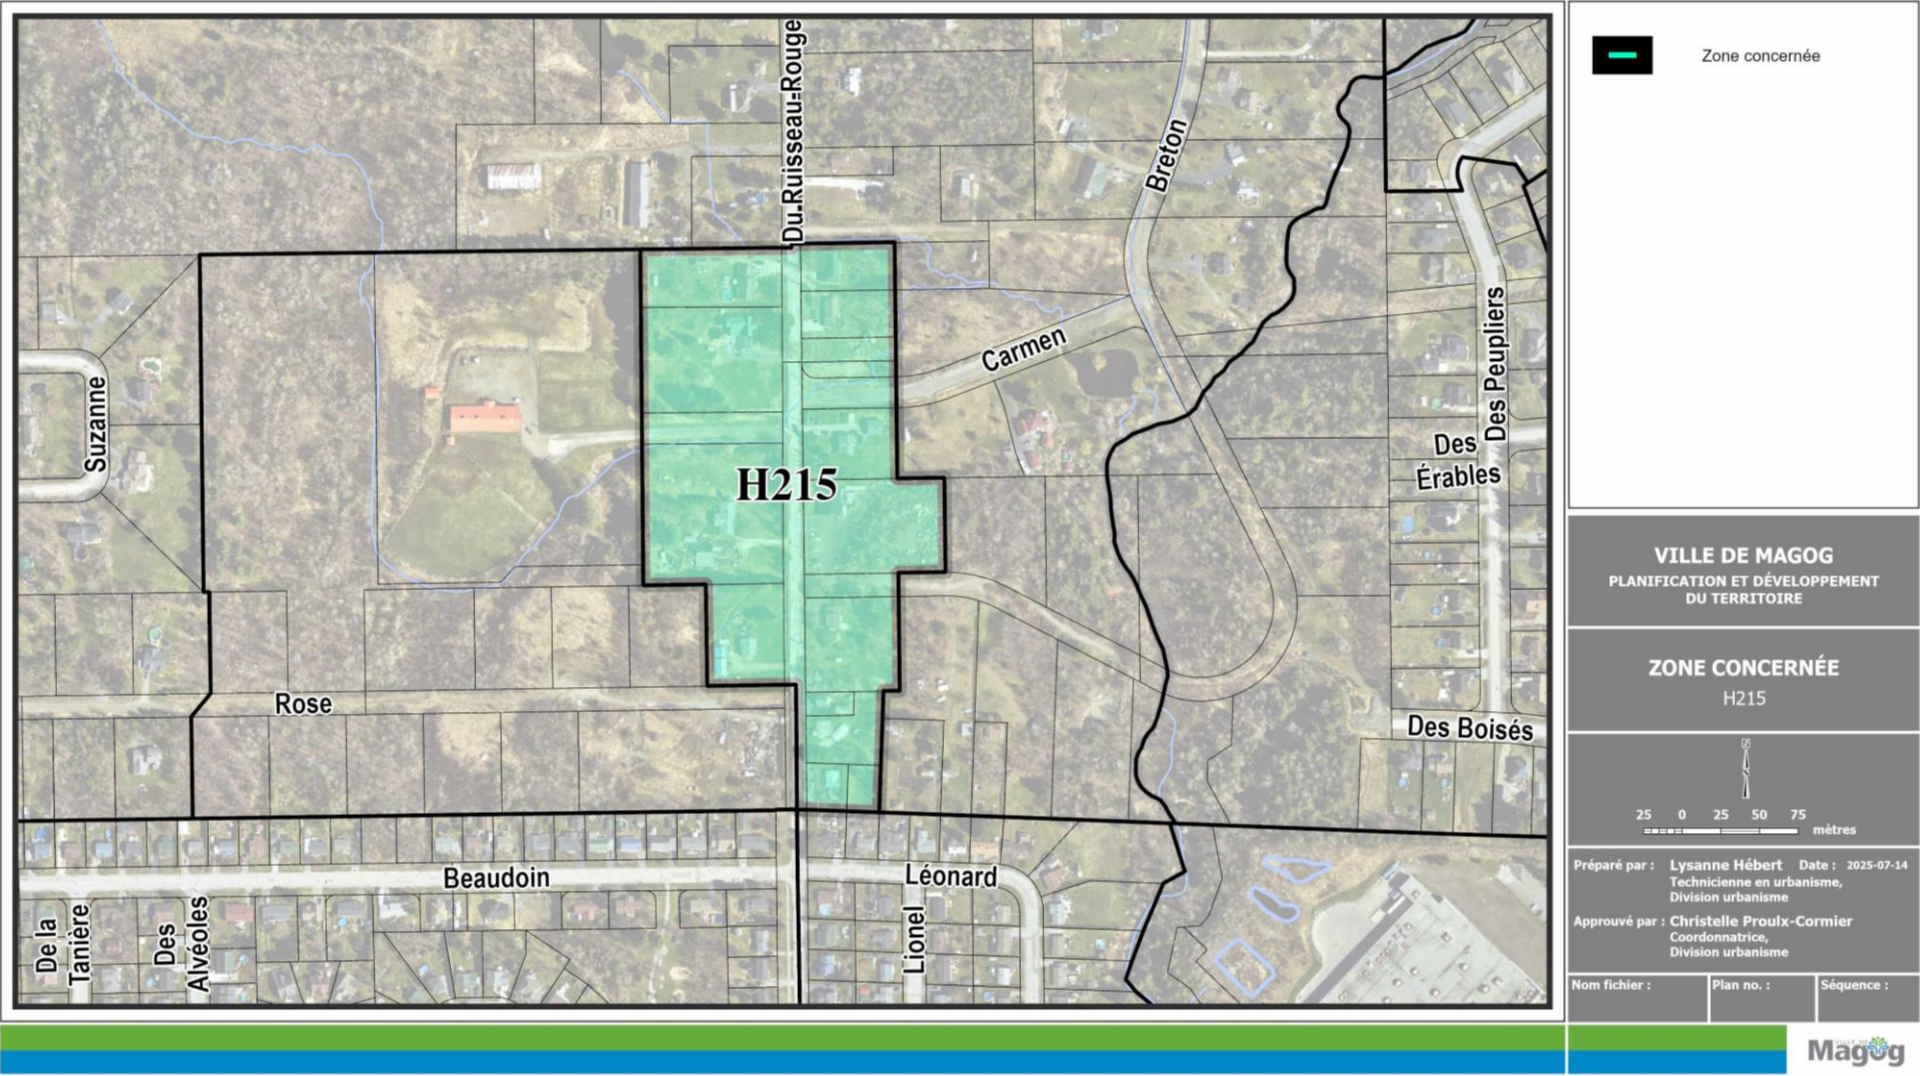 Du Ruisseau-Rouge
Breton
Carmen
Suzanne
Des Peupliers
Des
Érables
H215
Rose
Des Boisés
Beaudoin
Léonard
De la
Tanière
Des
Alvéoles
Lionel
Zone concernée
VILLE DE MAGOG
PLANIFICATION ET DÉVELOPPEMENT
DU TERRITOIRE
ZONE CONCERNÉE
H215
N
25 0 25 50 75
mètres
Préparé par : Lysanne Hébert Date : 2025-07-14
Technicienne en urbanisme,
Division urbanisme
Approuvé par : Christelle Proulx-Cormier
Coordonnatrice,
Division urbanisme
Nom fichier : Plan no. : Séquence :
Magog